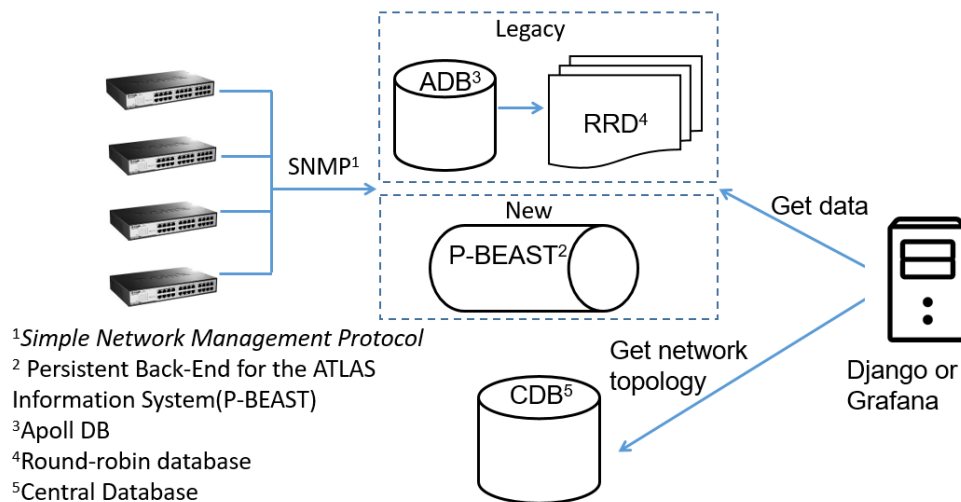 Legacy
ADB³
RRD⁴
SNMP¹
New
P-BEAST²
Get data
Get network
topology
CDB⁵
Django or
Grafana
¹Simple Network Management Protocol
² Persistent Back-End for the ATLAS
Information System(P-BEAST)
³Apoll DB
⁴Round-robin database
⁵Central Database